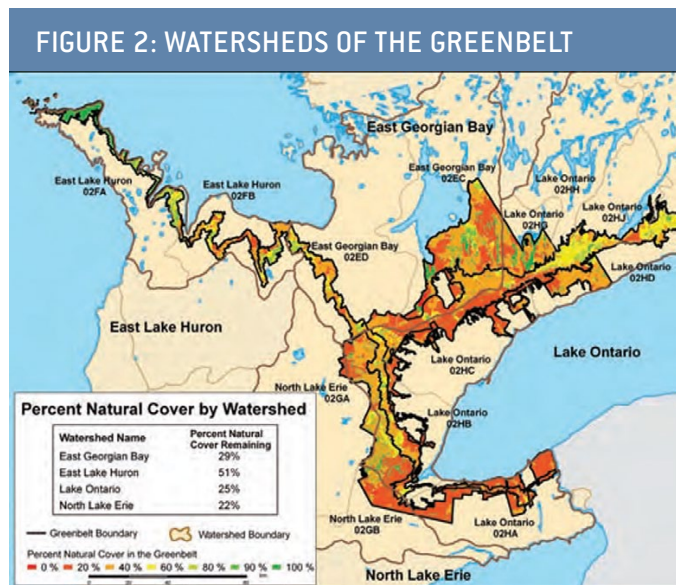 FIGURE 2: WATERSHEDS OF THE GREENBELT
East Georgian Bay
East Georgian Bay
02EC
Lake Ontario
02HH
East Lake Huron
02FA
East Lake Huron
02FB
Lake Ontario
02HG
Lake Ontario
02HJ
East Georgian Bay
02ED
Lake Ontario
02HD
East Lake Huron
Lake Ontario
Lake Ontario
02HC
North Lake Erie
02GA
Lake Ontario
02HB
Percent Natural Cover by Watershed
Watershed Name Percent Natural
Cover Remaining
East Georgian Bay 29%
East Lake Huron 51%
Lake Ontario 25%
North Lake Erie 22%
Greenbelt Boundary Watershed Boundary
Percent Natural Cover in the Greenbelt
0 % 20 % 40 % 60 % 80 % 90 % 100 %
km
North Lake Erie
02GB
Lake Ontario
02HA
North Lake Erie